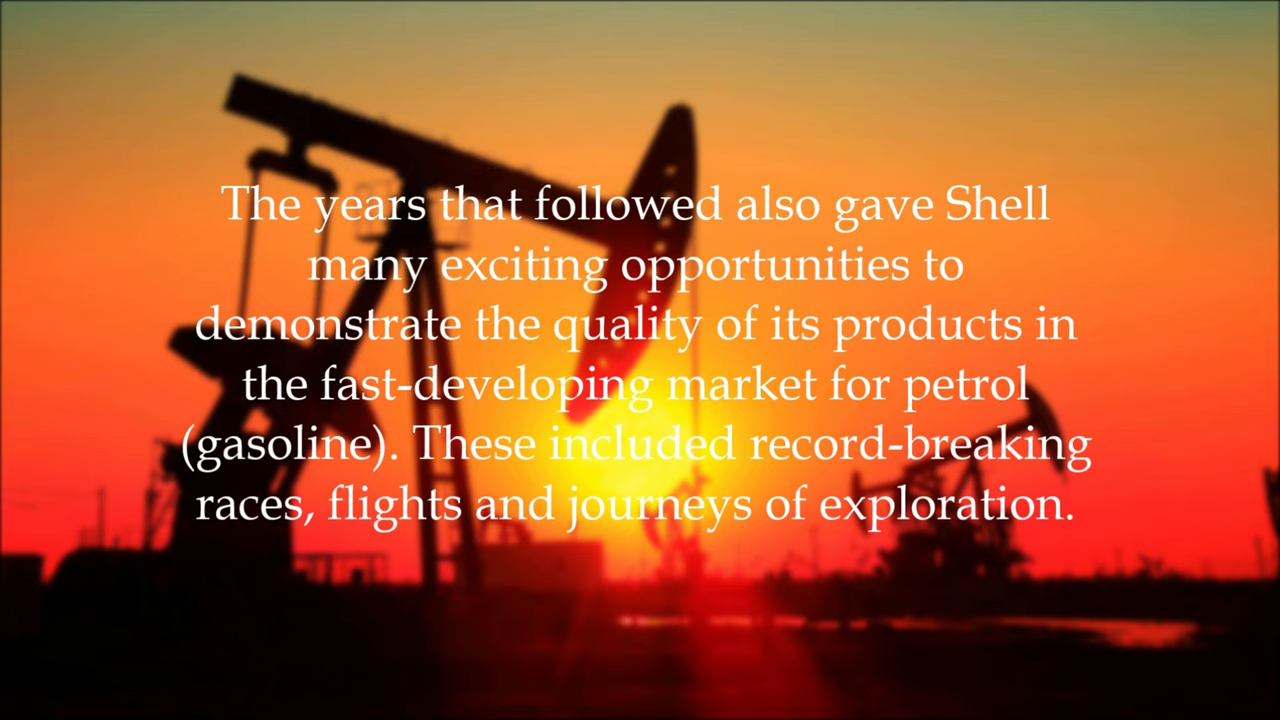 The years that followed also gave Shell
many exciting opportunities to
demonstrate the quality of its products in
the fast-developing market for petrol
(gasoline). These included record-breaking
races, flights and journeys of exploration.